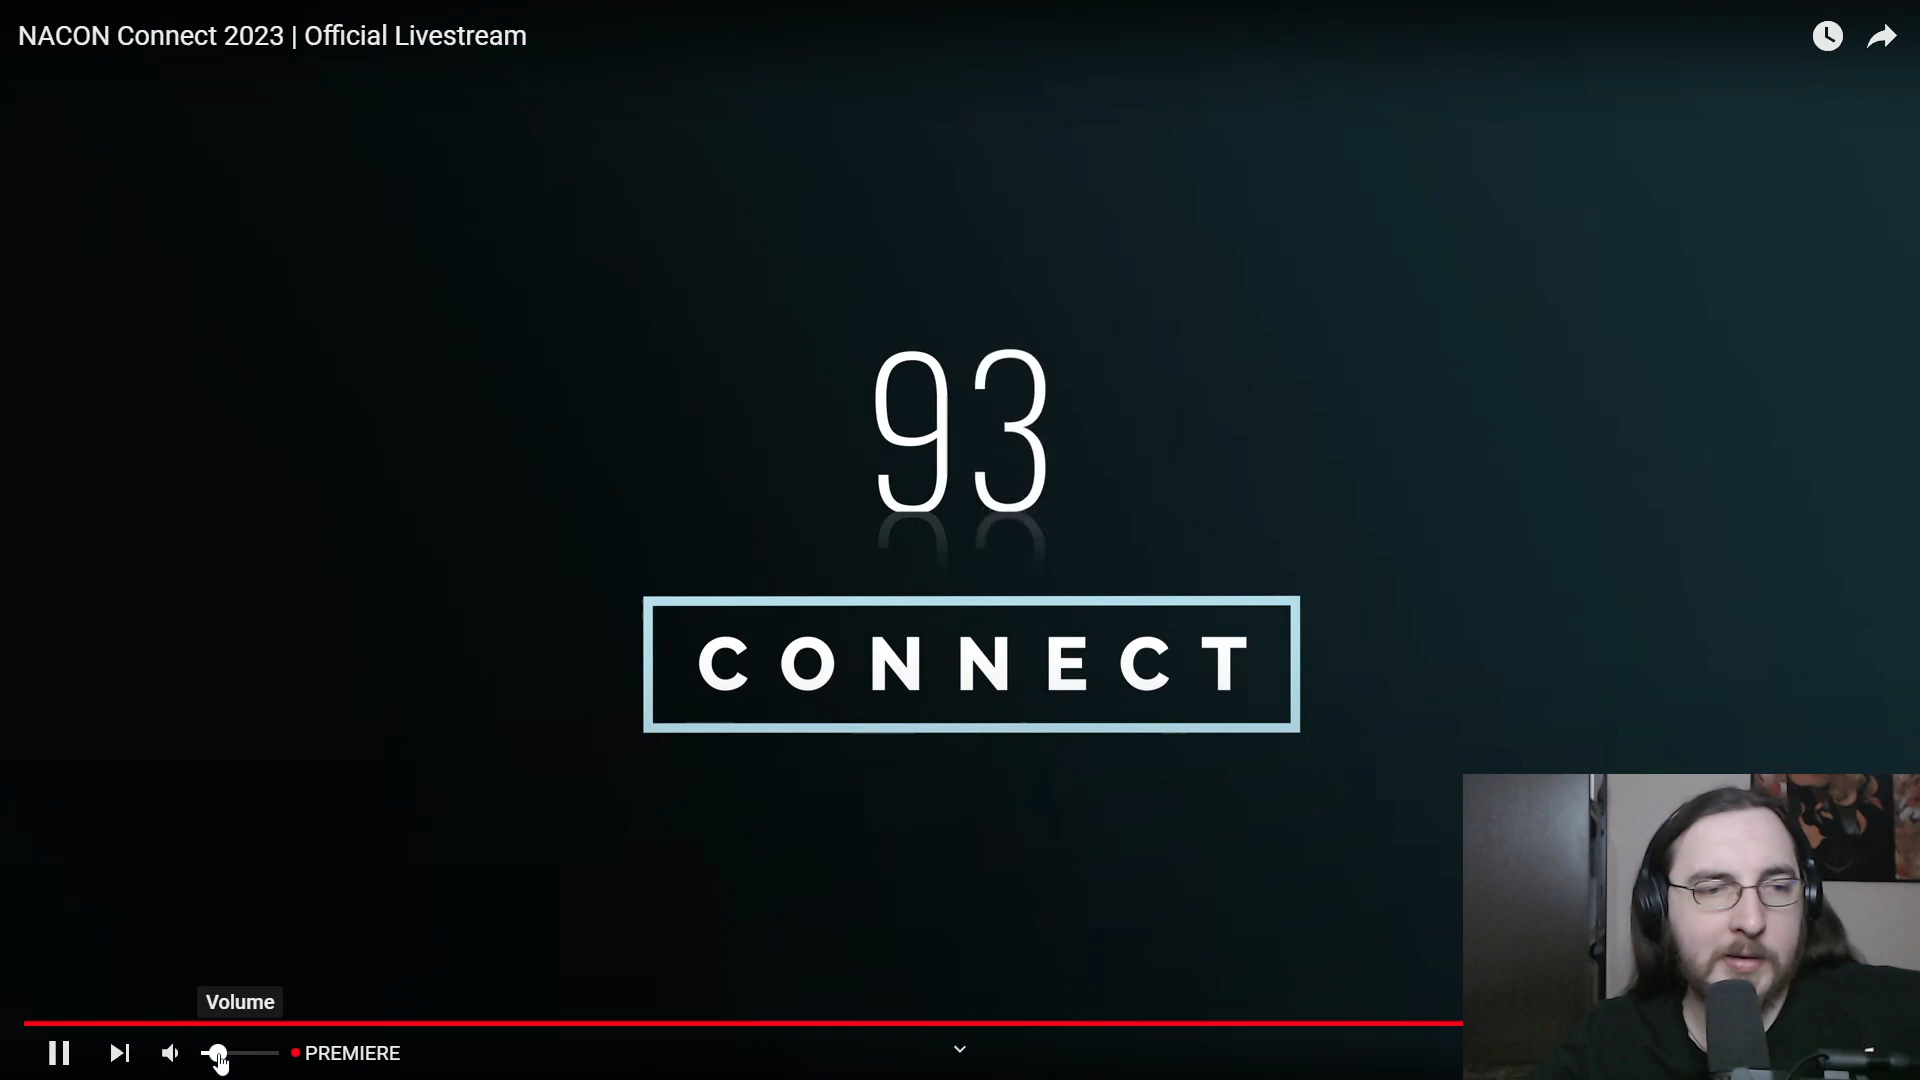 NACON Connect 2023 | Official Livestream
93
CONNECT
Volume
PREMIERE